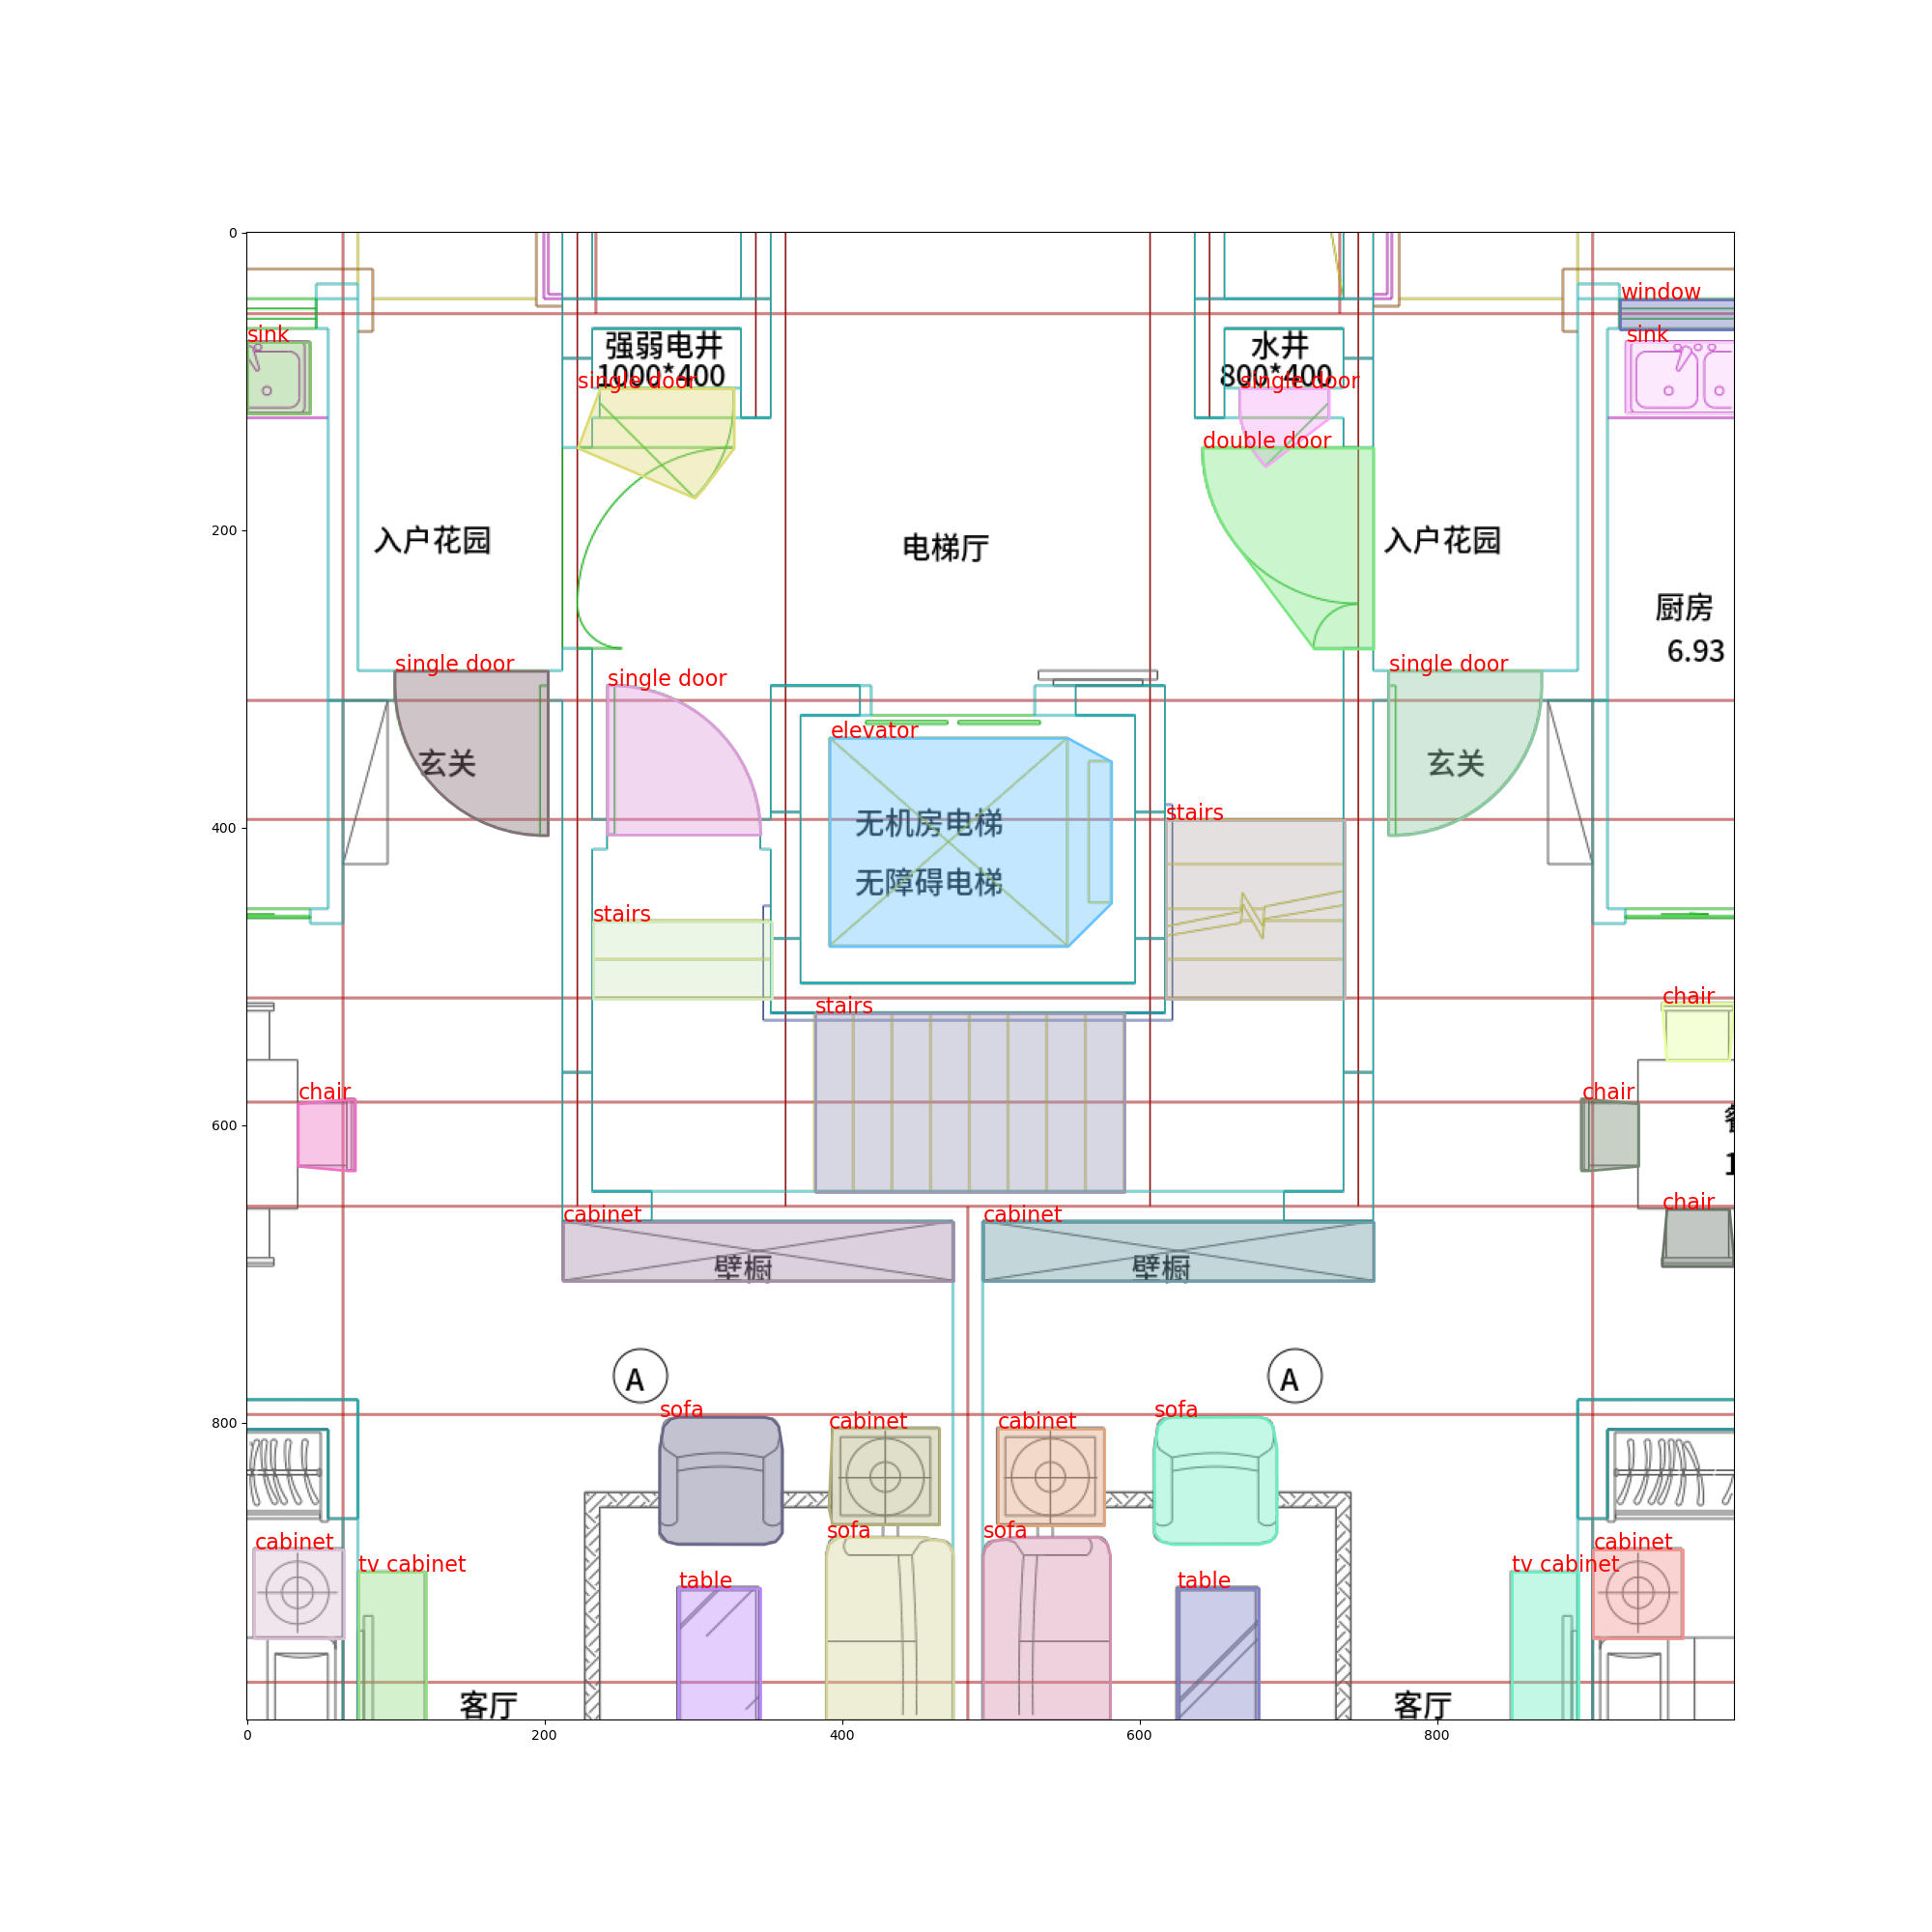 0
window
sink
sink
强弱电井
1000*400
水井
800*400
single door
single door
double door
200
入户花园
电梯厅
入户花园
厨房
6.93
single door
single door
single door
elevator
玄关
玄关
无机房电梯
无障碍电梯
stairs
400
stairs
stairs
chair
chair
chair
600
chair
cabinet
cabinet
壁橱
壁橱
A
A
sofa
cabinet
cabinet
sofa
800
sofa
sofa
cabinet
tv cabinet
table
table
tv cabinet
cabinet
客厅
客厅
0
200
400
600
800